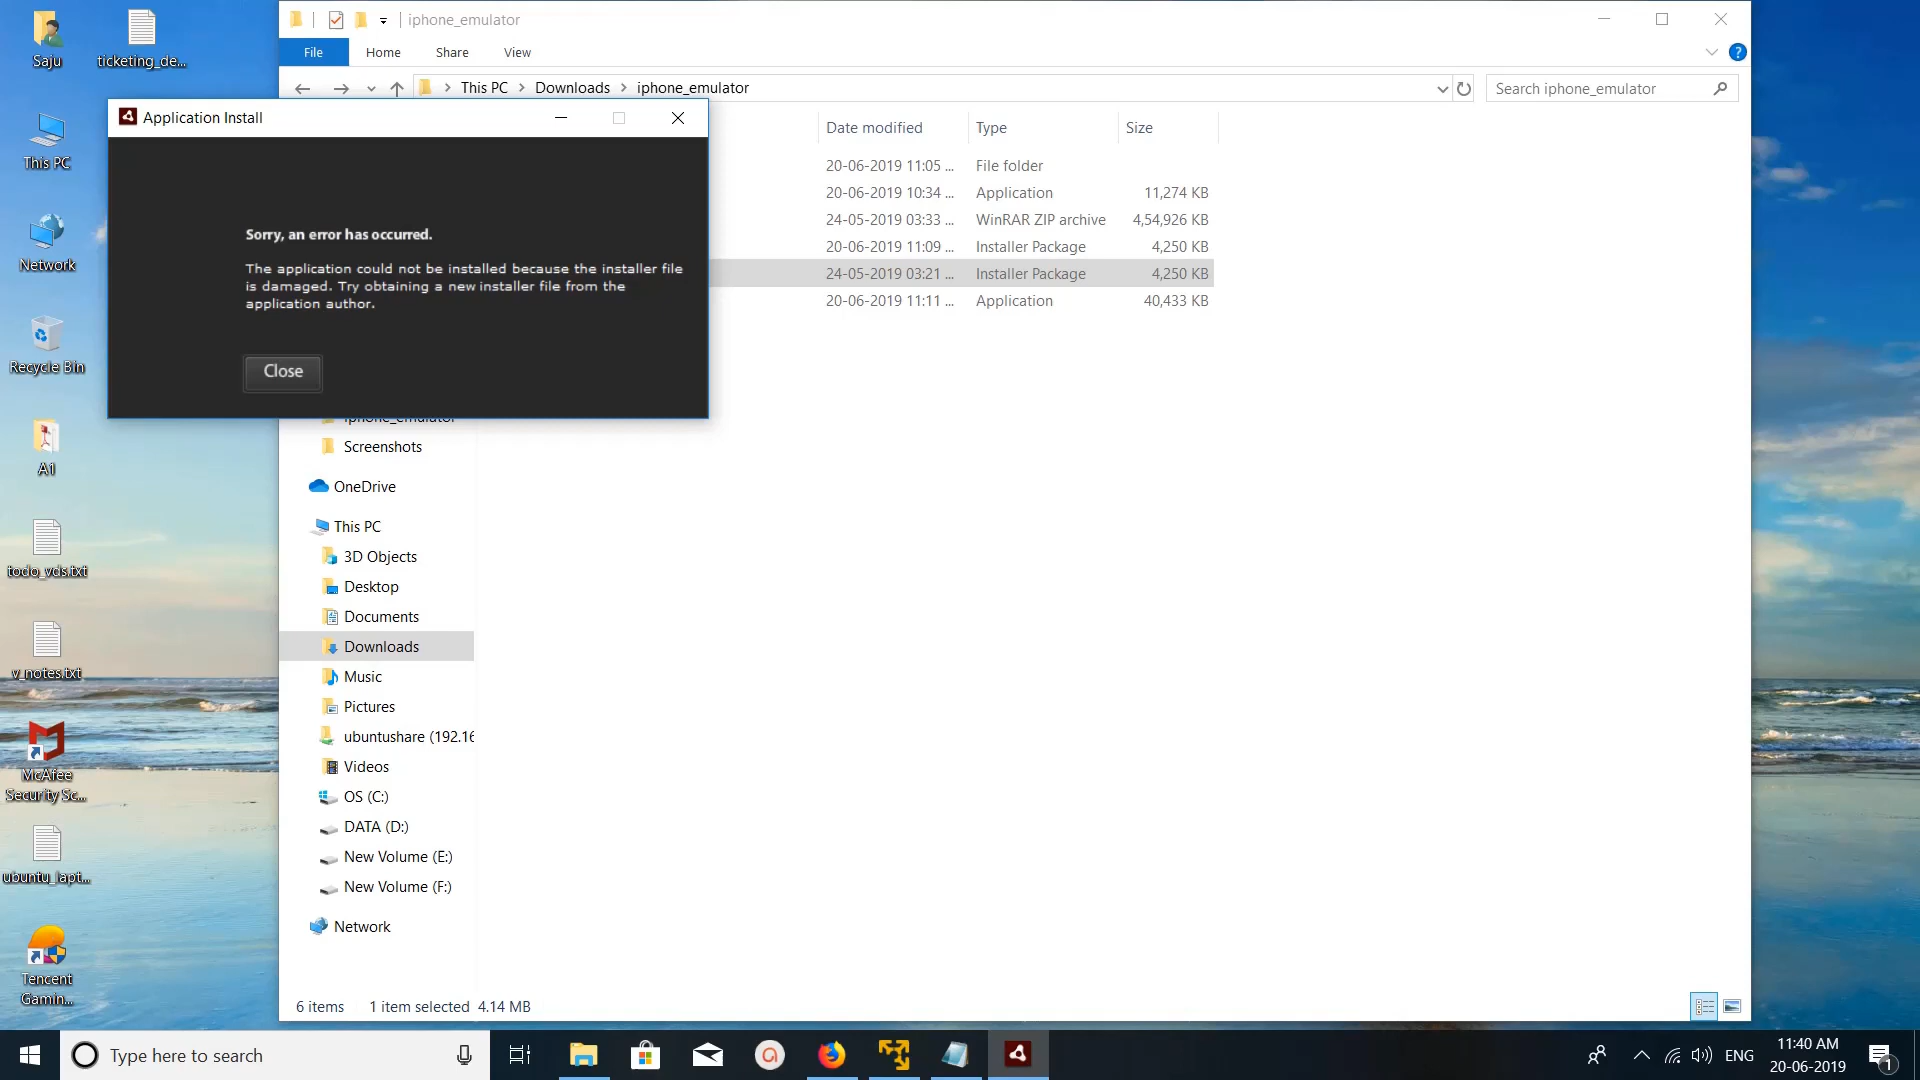 Saju
ticketing_de...
This PC
Network
Recycle Bin
A1
todo_vds.txt
v_notes.txt
McAfee
Security Sc...
ubuntu_lapt...
Tencent
Gamin...
iphone_emulator
File
Home
Share
View
This PC
Downloads
iphone_emulator
Search iphone_emulator
Application Install
Sorry, an error has occurred.
The application could not be installed because the installer file
is damaged. Try obtaining a new installer file from the
application author.
Close
Date modified
Type
Size
20-06-2019 11:05 ...
File folder
20-06-2019 10:34 ...
Application
11,274 KB
24-05-2019 03:33 ...
WinRAR ZIP archive
4,54,926 KB
20-06-2019 11:09 ...
Installer Package
4,250 KB
24-05-2019 03:21 ...
Installer Package
4,250 KB
20-06-2019 11:11 ...
Application
40,433 KB
iphone_emulator
Screenshots
OneDrive
This PC
3D Objects
Desktop
Documents
Downloads
Music
Pictures
ubuntushare (192.16
Videos
OS (C:)
DATA (D:)
New Volume (E:)
New Volume (F:)
Network
6 items
1 item selected 4.14 MB
Type here to search
ENG
11:40 AM
20-06-2019
1